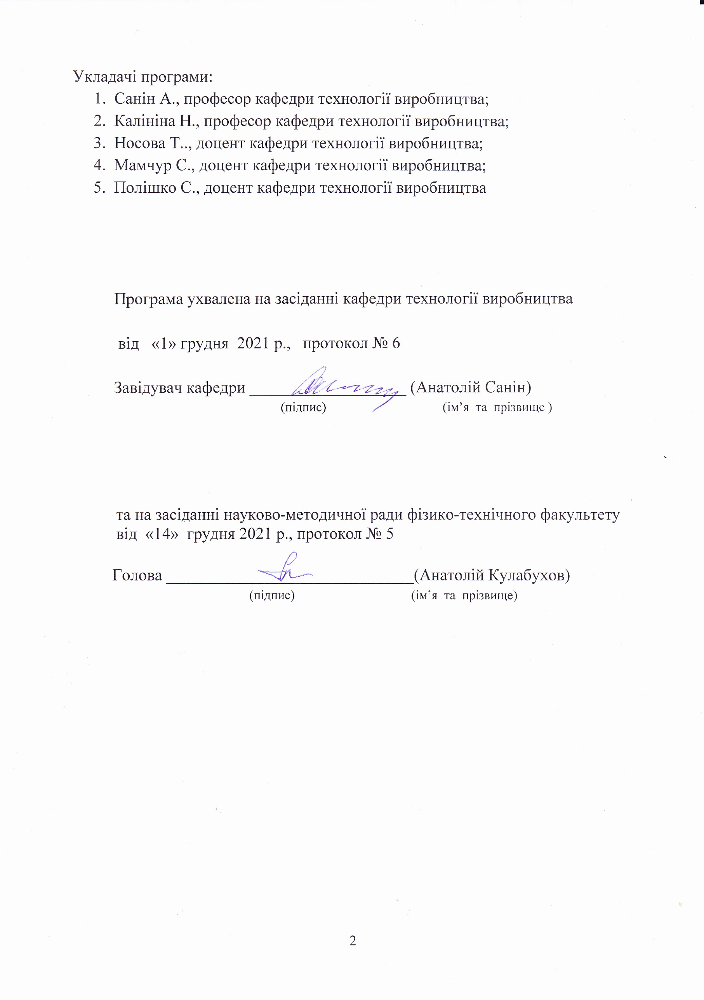 Укладачі програми:
1. Санін А., професор кафедри технології виробництва;
2. Калініна Н., професор кафедри технології виробництва;
3. Носова Т.., доцент кафедри технології виробництва;
4. Мамчур С., доцент кафедри технології виробництва;
5. Полішко С., доцент кафедри технології виробництва
Програма ухвалена на засіданні кафедри технології виробництва
від «1» грудня 2021 р., протокол № 6
Завідувач кафедри ____________________ (Анатолій Санін)
(підпис) (ім’я та прізвище )
та на засіданні науково-методичної ради фізико-технічного факультету
від «14» грудня 2021 р., протокол № 5
Голова ______________________________(Анатолій Кулабухов)
(підпис) (ім’я та прізвище)
2